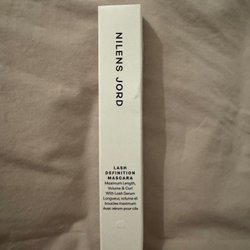 NILENS JORD
LASH
DEFINITION
MASCARA
Maximum Length,
Volume & Curl
With Lash Serum
Longueur, volume et
boucles maximum
Avec sérum pour cils